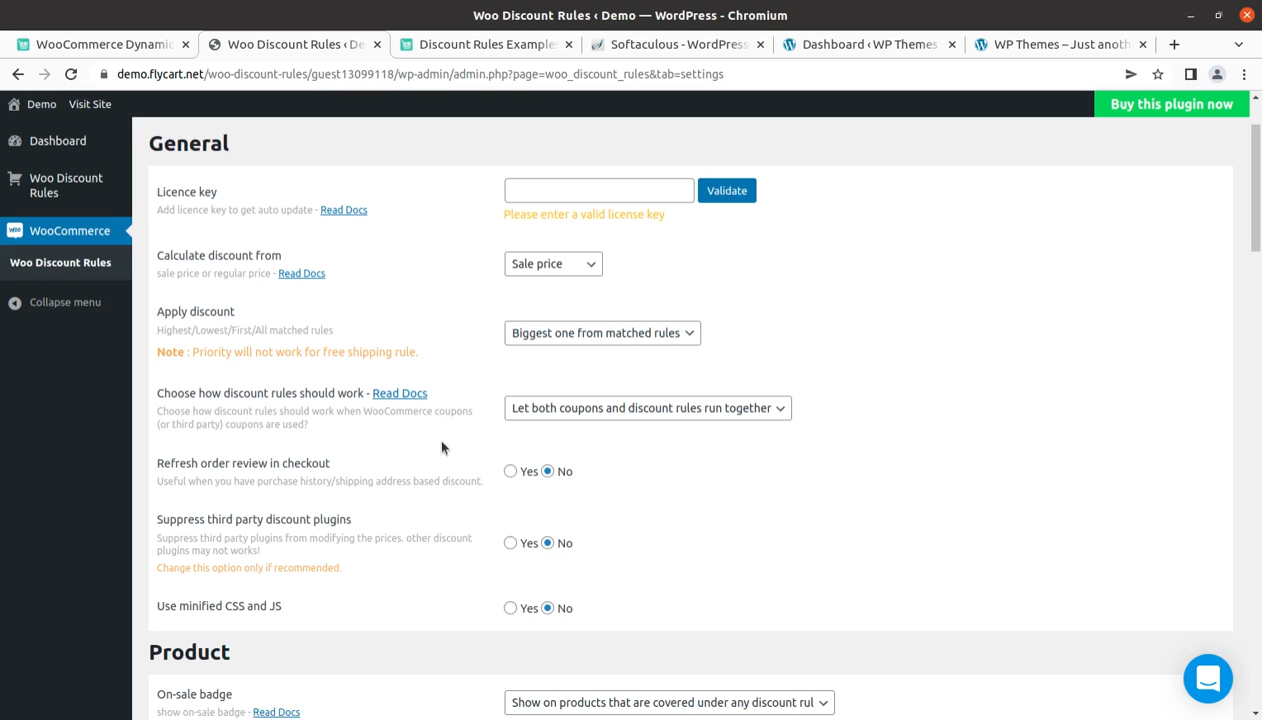 Woo Discount Rules ‹ Demo — WordPress - Chromium
WooCommerce Dynamic
Woo Discount Rules ‹ De
Discount Rules Example
Softaculous - WordPress
Dashboard ‹ WP Themes
WP Themes – Just anoth
demo.flycart.net/woo-discount-rules/guest13099118/wp-admin/admin.php?page=woo_discount_rules&tab=settings
Demo
Visit Site
Buy this plugin now
Dashboard
Woo Discount
Rules
WooCommerce
Woo Discount Rules
Collapse menu
General
Licence key
Add licence key to get auto update - Read Docs
Validate
Please enter a valid license key
Calculate discount from
sale price or regular price - Read Docs
Sale price
Apply discount
Highest/Lowest/First/All matched rules
Note : Priority will not work for free shipping rule.
Biggest one from matched rules
Choose how discount rules should work - Read Docs
Choose how discount rules should work when WooCommerce coupons
(or third party) coupons are used?
Let both coupons and discount rules run together
Refresh order review in checkout
Useful when you have purchase history/shipping address based discount.
Yes No
Suppress third party discount plugins
Suppress third party plugins from modifying the prices. other discount
plugins may not works!
Change this option only if recommended.
Yes No
Use minified CSS and JS
Yes No
Product
On-sale badge
show on-sale badge - Read Docs
Show on products that are covered under any discount rul